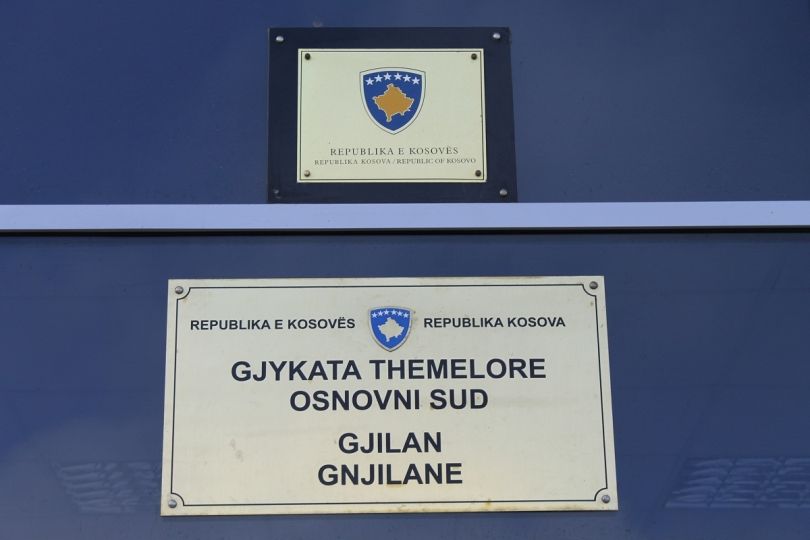 REPUBLIKA E KOSOVËS
REPUBLIKA KOSOVA / REPUBLIC OF KOSOVO
REPUBLIKA E KOSOVËS REPUBLIKA KOSOVA
GJYKATA THEMELORE
OSNOVNI SUD
GJILAN
GNJILANE